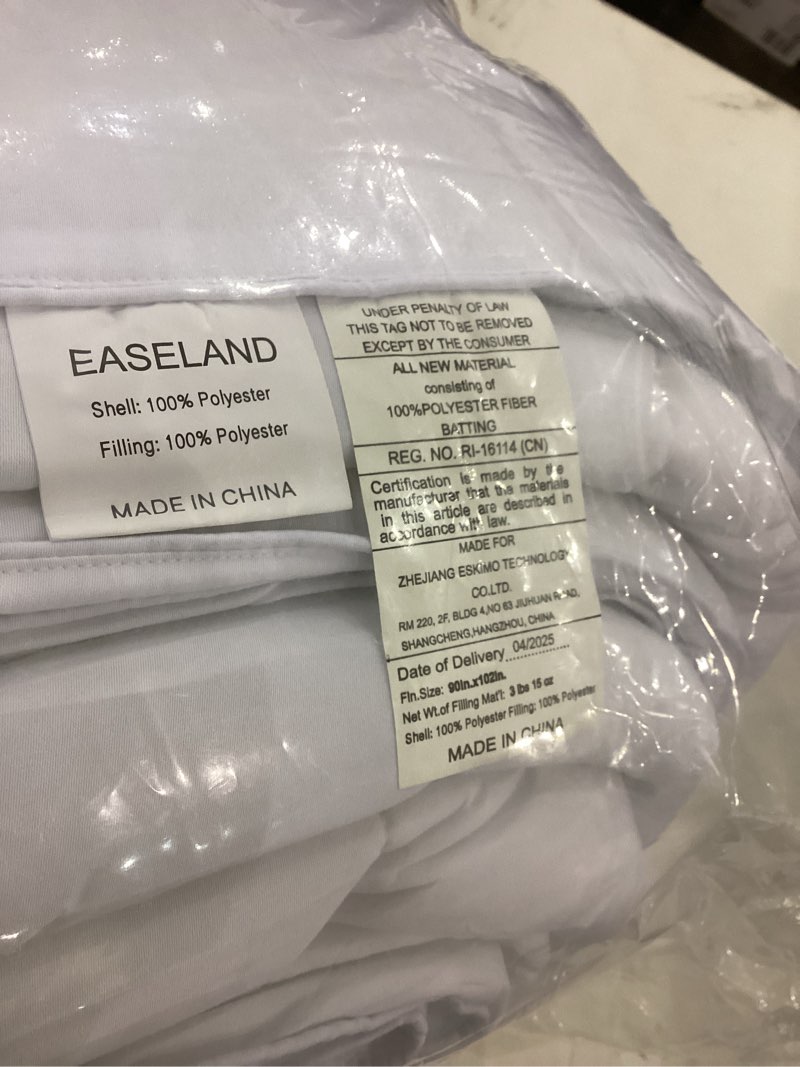 EASELAND
Shell: 100% Polyester
Filling: 100% Polyester
MADE IN CHINA
UNDER PENALTY OF LAW
THIS TAG NOT TO BE REMOVED
EXCEPT BY THE CONSUMER
ALL NEW MATERIAL
consisting of
100%POLYESTER FIBER
BATTING
REG. NO. RI-16114 (CN)
Certification is made by the
manufacturar that the materials
in this article are described in
accordance with law.
MADE FOR
ZHEJIANG ESKIMO TECHNOLOGY
CO.LTD.
RM 220, 2F, BLDG 4,NO 63 JIUHUAN ROAD,
SHANGCHENG,HANGZHOU, CHINA
Date of Delivery 04/2025
Fin.Size: 90in.x102in.
Net Wt.of Filling Mat'l: 3 lbs 15 oz
Shell: 100% Polyester Filling: 100% Polyester
MADE IN CHINA